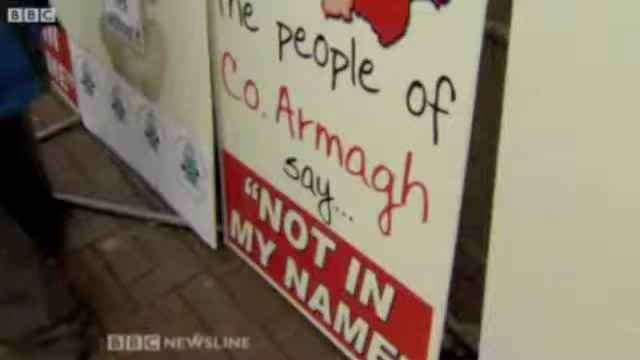 BBC
The people of
Co. Armagh
say...
"NOT IN
MY NAME"
BBC NEWSLINE